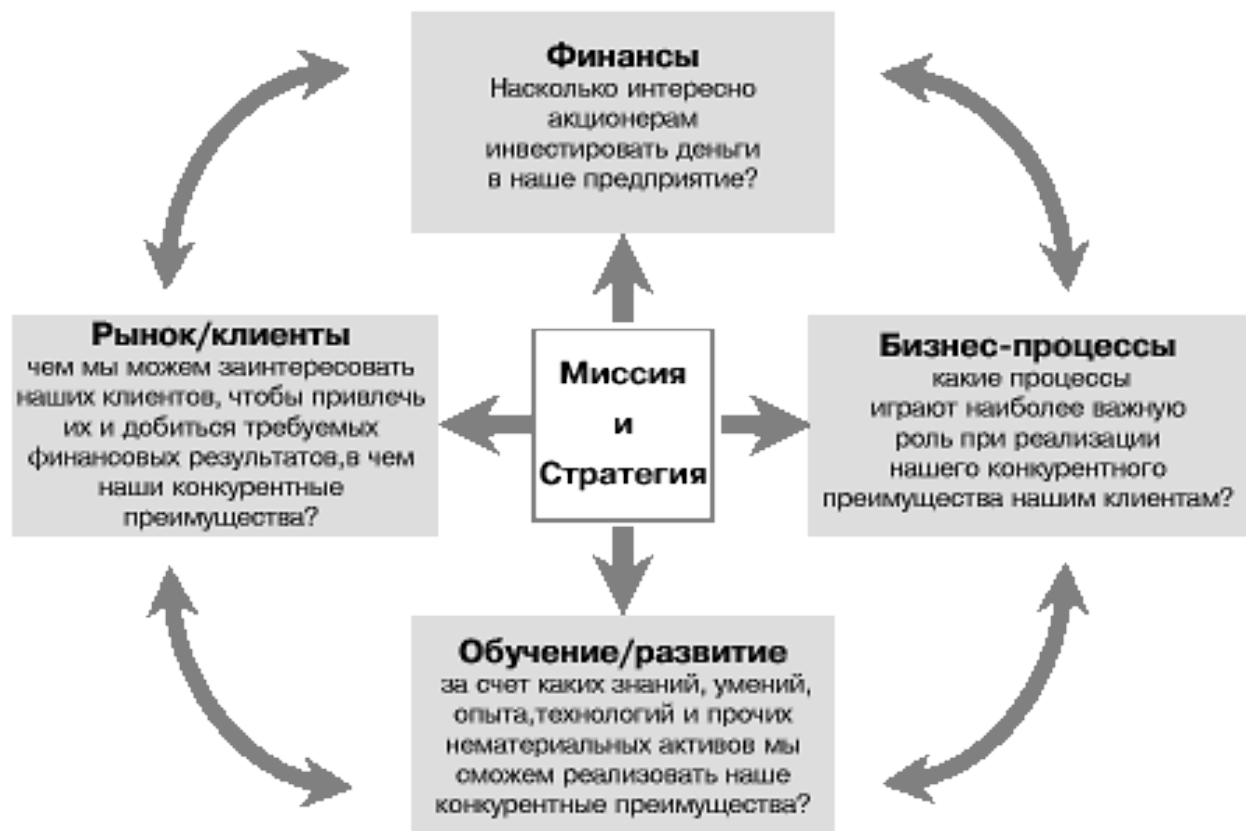 Финансы
Насколько интересно
акционерам
инвестировать деньги
в наше предприятие?
Рынок/клиенты
чем мы можем заинтересовать
наших клиентов, чтобы привлечь
их и добиться требуемых
финансовых результатов,в чем
наши конкурентные
преимущества?
Миссия
и
Стратегия
Бизнес-процессы
какие процессы
играют наиболее важную
роль при реализации
нашего конкурентного
преимущества нашим клиентам?
Обучение/развитие
за счет каких знаний, умений,
опыта,технологий и прочих
нематериальных активов мы
сможем реализовать наше
конкурентные преимущества?